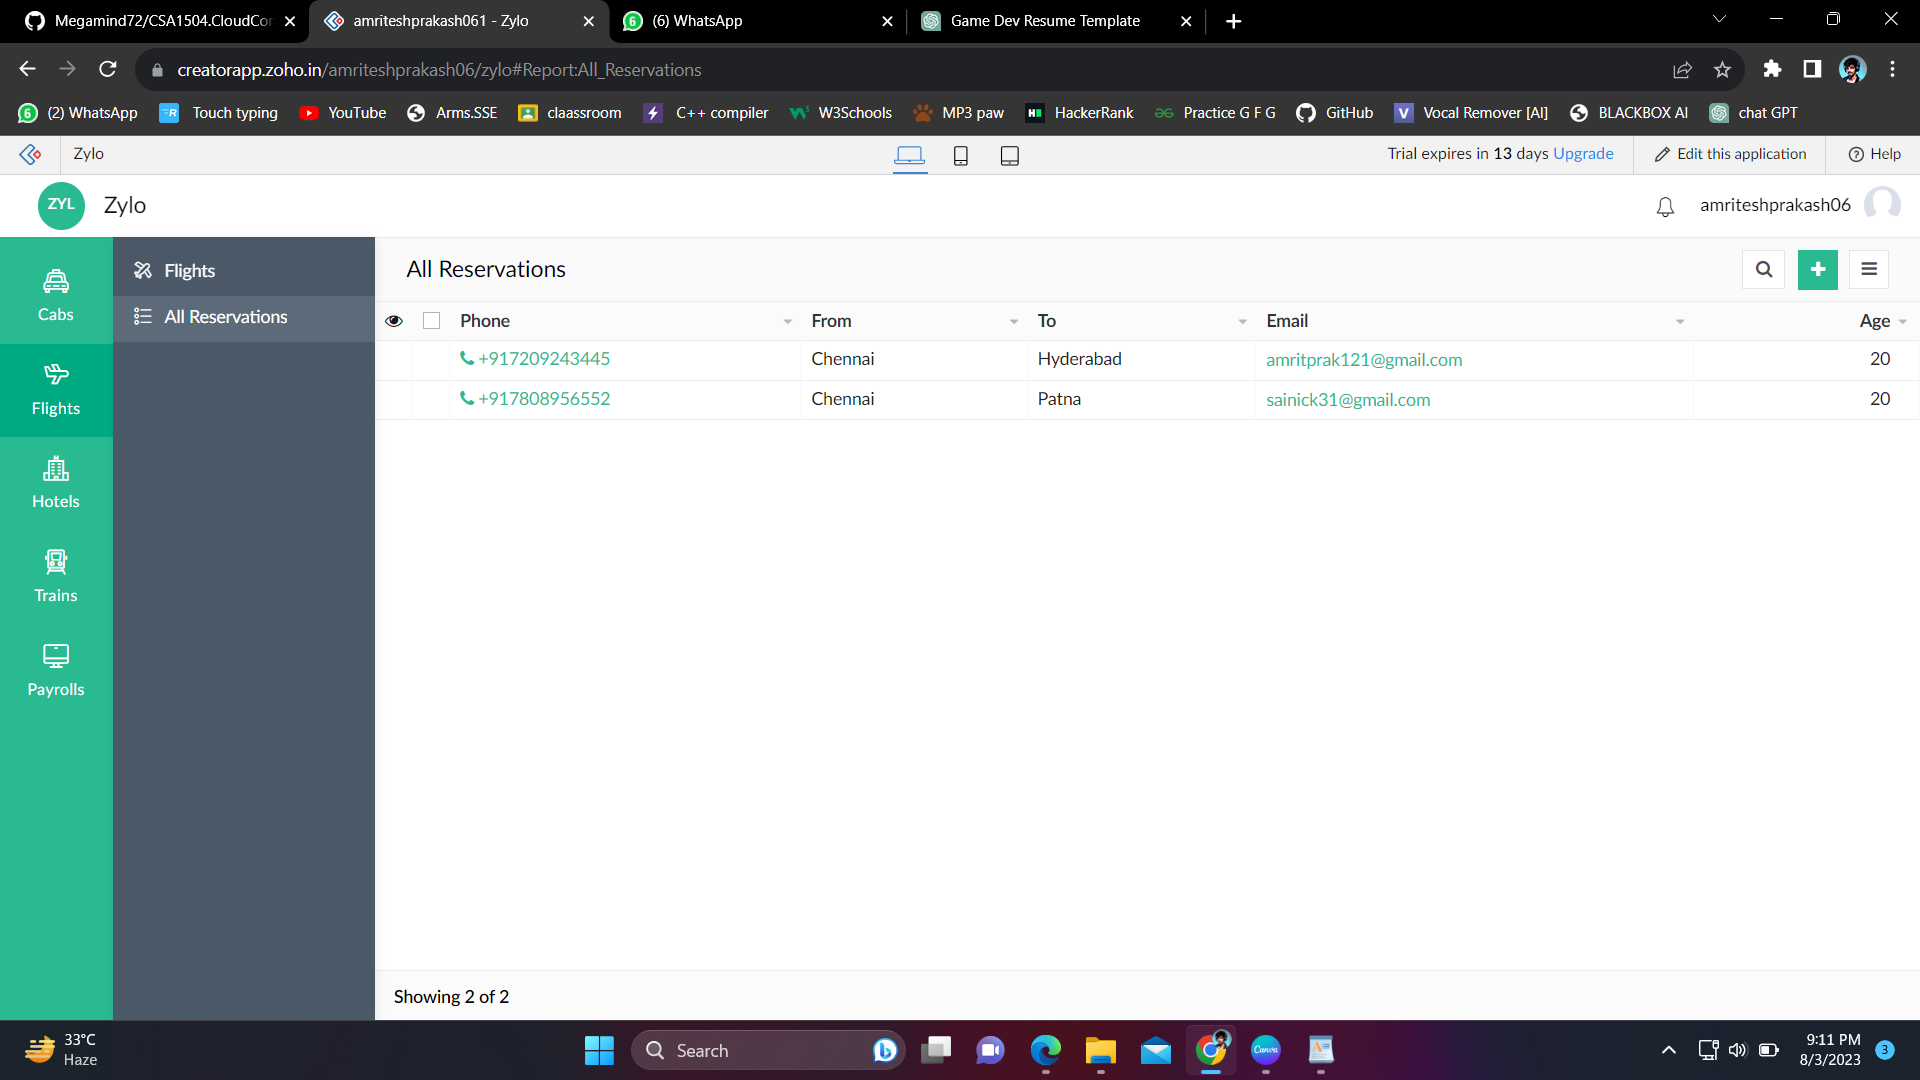 Megamind72/CSA1504.CloudCor
amriteshprakash061 - Zylo
6 (6) WhatsApp
Game Dev Resume Template
creatorapp.zoho.in/amriteshprakash06/zylo#Report:All_Reservations
6 (2) WhatsApp
Touch typing
YouTube
Arms.SSE
claassroom
C++ compiler
W3Schools
MP3 paw
HackerRank
Practice G F G
GitHub
V Vocal Remover [AI]
BLACKBOX AI
chat GPT
Zylo
Trial expires in 13 days Upgrade
Edit this application
Help
ZYL Zylo
amriteshprakash06
Cabs
Flights
Hotels
Trains
Payrolls
Flights
All Reservations
All Reservations
Phone From To Email Age
+917209243445 Chennai Hyderabad amritprak121@gmail.com 20
+917808956552 Chennai Patna sainick31@gmail.com 20
Showing 2 of 2
33°C
Haze
Search
Canva
9:11 PM
8/3/2023
3